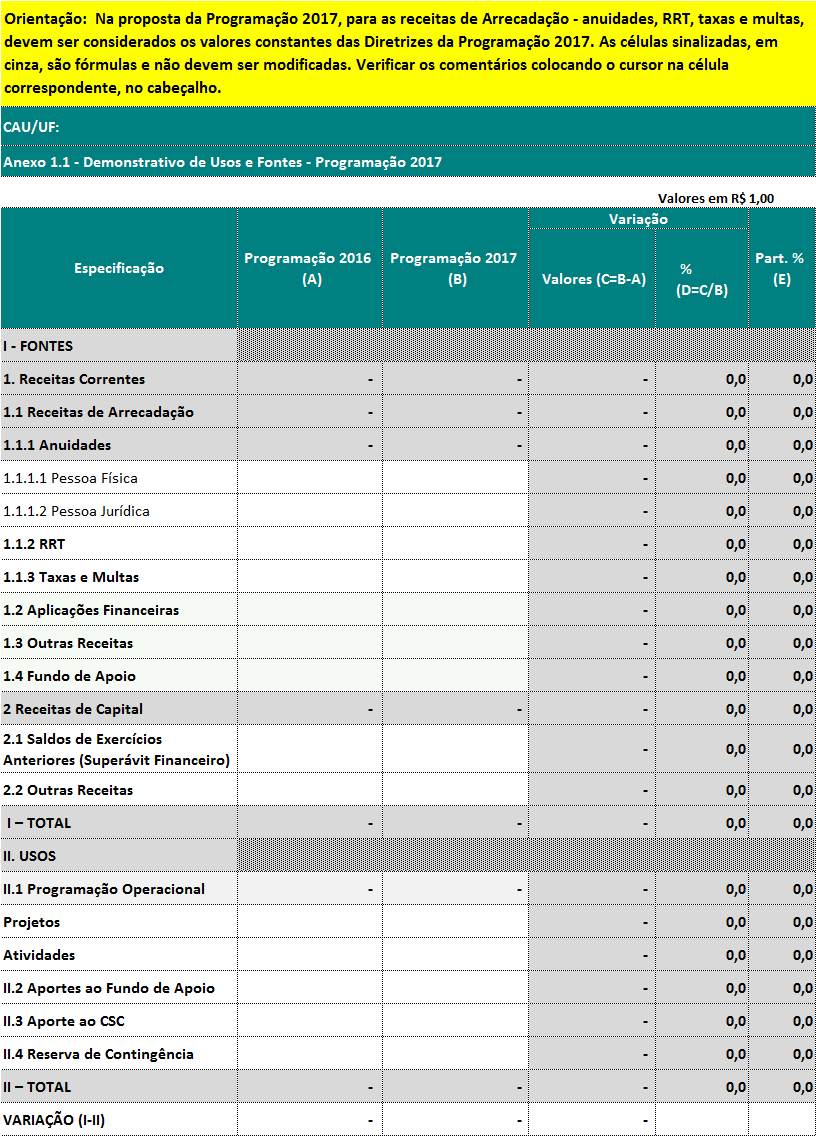 Orientação:  Na proposta da Programação 2017, para as receitas de Arrecadação - anuidades, RRT, taxas e multas,
devem ser considerados os valores constantes das Diretrizes da Programação 2017. As células sinalizadas, em
cinza, são fórmulas e não devem ser modificadas. Verificar os comentários colocando o cursor na célula
correspondente, no cabeçalho.
CAU/UF:
Anexo 1.1 - Demonstrativo de Usos e Fontes - Programação 2017
Valores em R$ 1,00
Especificação
Programação 2016
(A)
Programação 2017
(B)
Variação
Valores (C=B-A)
%
(D=C/B)
Part. %
(E)
I - FONTES
1. Receitas Correntes - - - 0,0 0,0
1.1 Receitas de Arrecadação - - - 0,0 0,0
1.1.1 Anuidades - - - 0,0 0,0
1.1.1.1 Pessoa Física - 0,0 0,0
1.1.1.2 Pessoa Jurídica - 0,0 0,0
1.1.2 RRT - 0,0 0,0
1.1.3 Taxas e Multas - 0,0 0,0
1.2 Aplicações Financeiras - 0,0 0,0
1.3 Outras Receitas - 0,0 0,0
1.4 Fundo de Apoio - 0,0 0,0
2 Receitas de Capital - - - 0,0 0,0
2.1 Saldos de Exercícios
Anteriores (Superávit Financeiro) - 0,0 0,0
2.2 Outras Receitas - 0,0 0,0
I – TOTAL - - - 0,0 0,0
II. USOS
II.1 Programação Operacional - - - 0,0 0,0
Projetos - 0,0 0,0
Atividades - 0,0 0,0
II.2 Aportes ao Fundo de Apoio - 0,0 0,0
II.3 Aporte ao CSC - 0,0 0,0
II.4 Reserva de Contingência - 0,0 0,0
II – TOTAL - - - 0,0 0,0
VARIAÇÃO (I-II) - - -